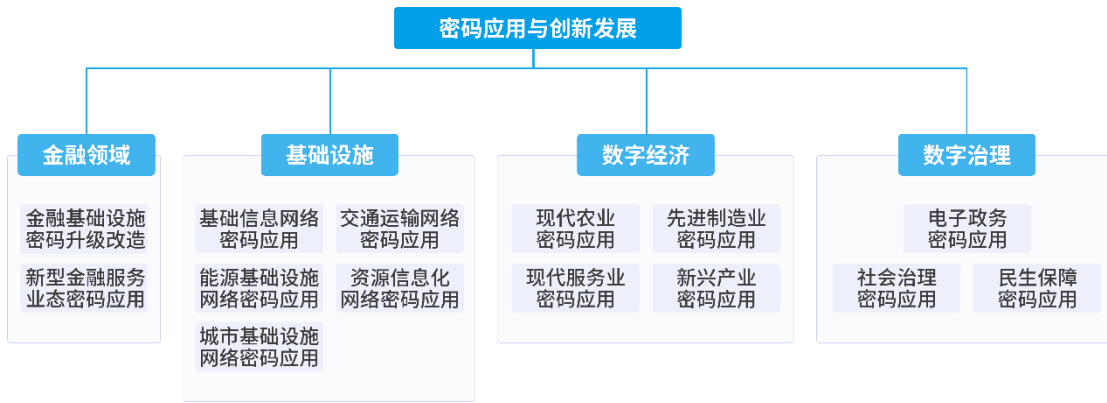 密码应用与创新发展
金融领域
金融基础设施
密码升级改造
新型金融服务
业态密码应用
基础设施
基础信息网络
密码应用
交通运输网络
密码应用
能源基础设施
网络密码应用
资源信息化
网络密码应用
城市基础设施
网络密码应用
数字经济
现代农业
密码应用
先进制造业
密码应用
现代服务业
密码应用
新兴产业
密码应用
数字治理
电子政务
密码应用
社会治理
密码应用
民生保障
密码应用